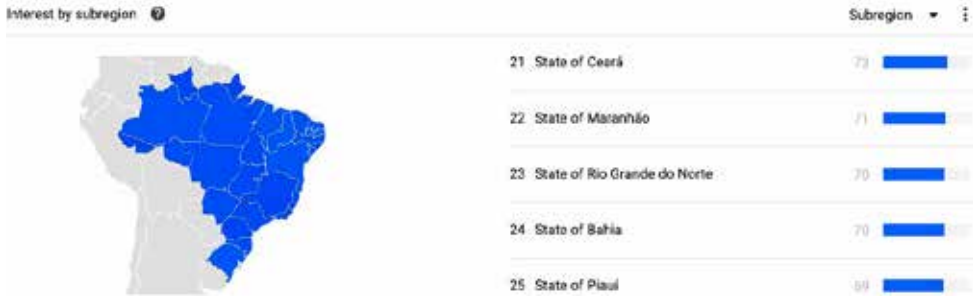 Interest by subregion
Subregion
21 State of Ceará 73
22 State of Maranhão 71
23 State of Rio Grande do Norte 70
24 State of Bahia 70
25 State of Piauí 69